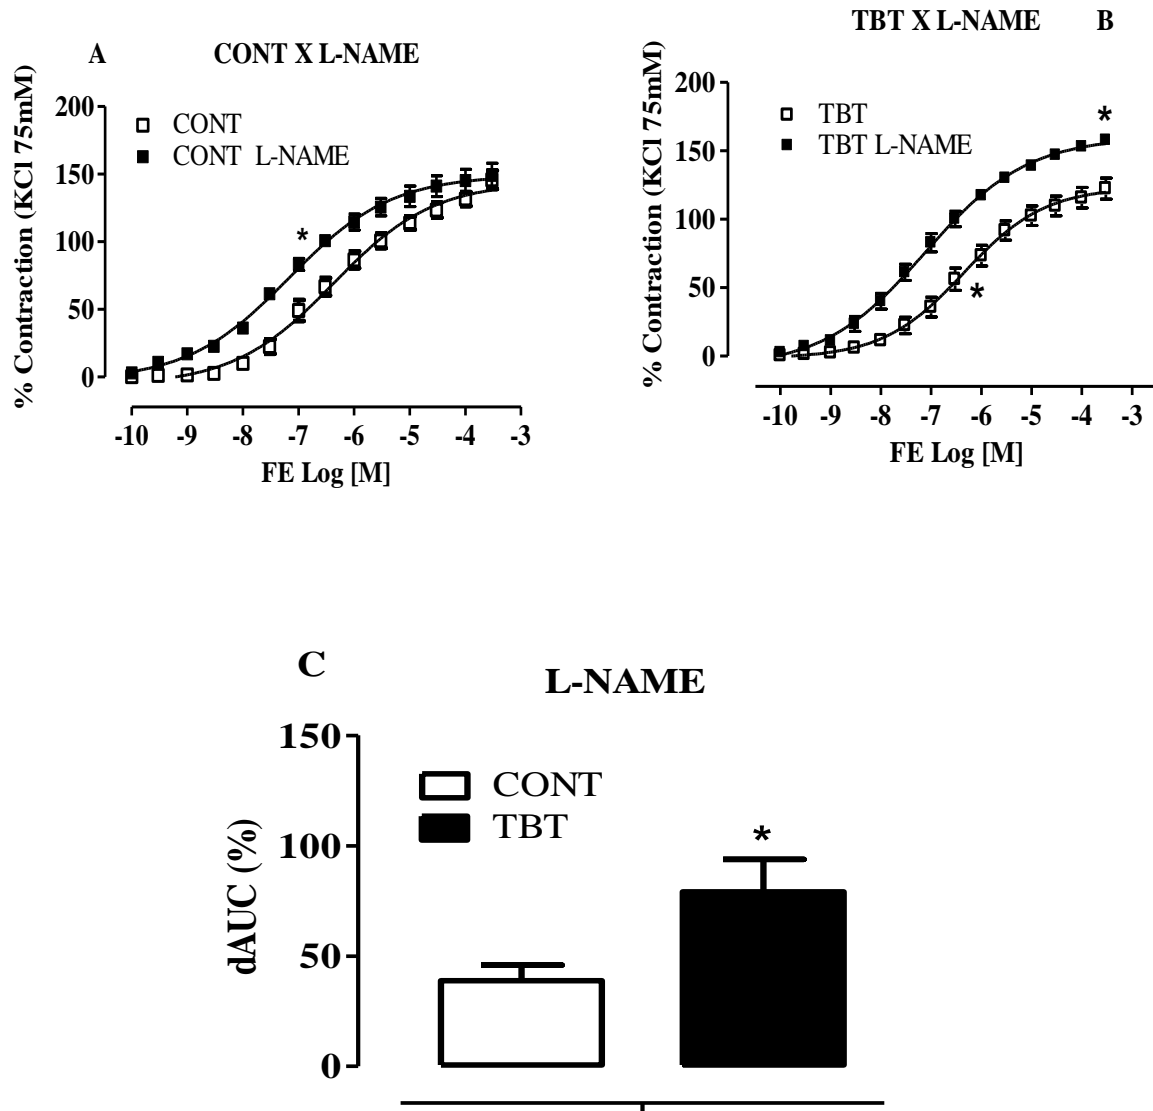 A CONT X L-NAME
% Contraction (KCl 75mM)
200
150
100
50
0
CONT
CONT L-NAME
*
-10 -9 -8 -7 -6 -5 -4 -3
FE Log [M]
TBT X L-NAME B
% Contraction (KCl 75mM)
200
150
100
50
0
TBT
TBT L-NAME
*
*
-10 -9 -8 -7 -6 -5 -4 -3
FE Log [M]
C L-NAME
dAUC (%)
150
100
50
0
CONT
TBT
*